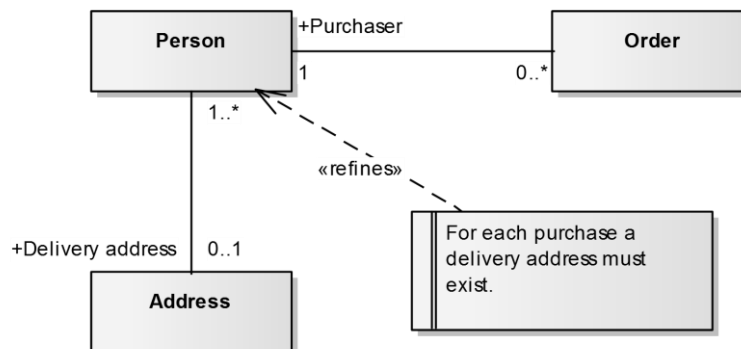 Person
+Purchaser
Order
1
0..*
1..*
«refines»
+Delivery address
0..1
For each purchase a
delivery address must
exist.
Address